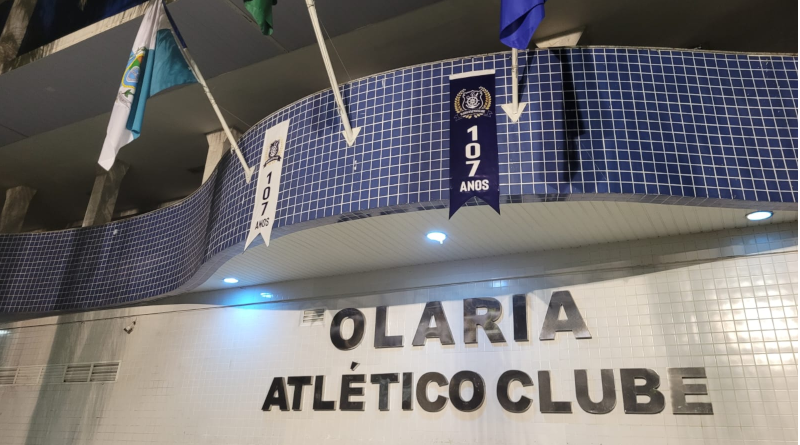 107
ANOS
107
ANOS
OLARIA
ATLÉTICO CLUBE